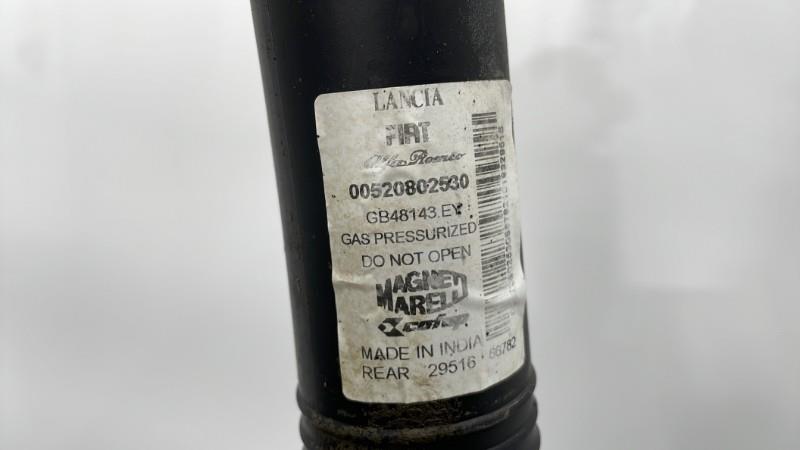 LANCIA
FIAT
Alfa Romeo
00520802530
GB48143.EY
GAS PRESSURIZED
DO NOT OPEN
MAGNETI
MARELLI
cofap
MADE IN INDIA
REAR 29516 66782